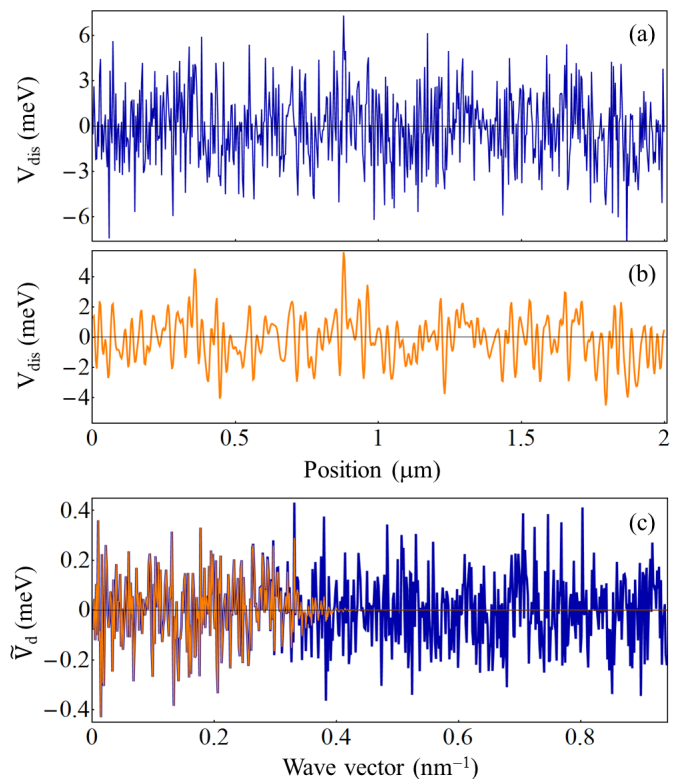 (a)
V_dis (meV)
6
3
0
−3
−6
(b)
V_dis (meV)
4
2
0
−2
−4
0 0.5 1 1.5 2
Position (μm)
(c)
Ṽ_d (meV)
0.4
0.2
0
−0.2
−0.4
0 0.2 0.4 0.6 0.8
Wave vector (nm⁻¹)